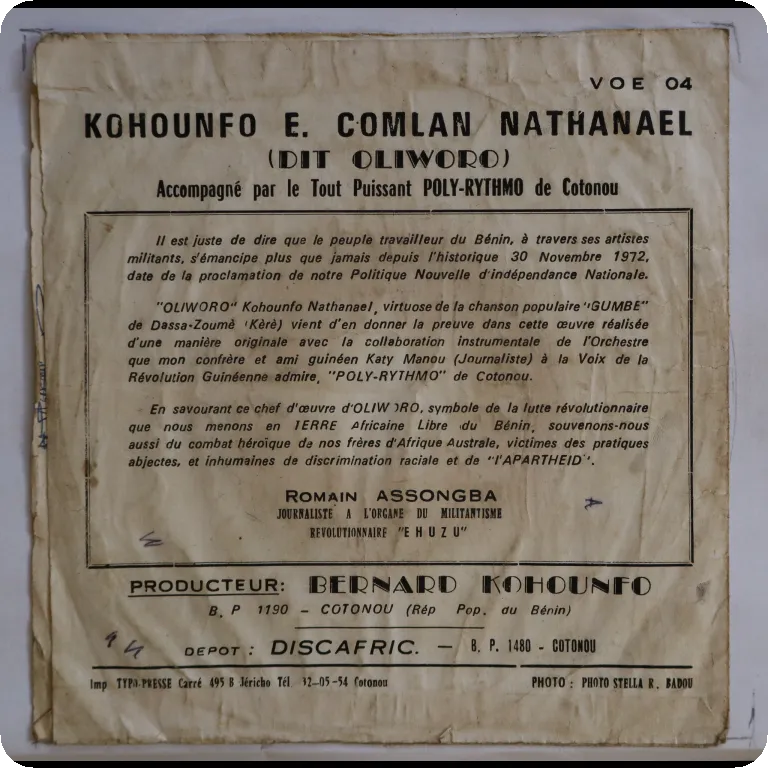 VOE 04
KOHOUNFO E. COMLAN NATHANAEL
(DIT OLIWORO)
Accompagné par le Tout Puissant POLY-RYTHMO de Cotonou
Il est juste de dire que le peuple travailleur du Bénin, à travers ses artistes
militants, s'émancipe plus que jamais depuis l'historique 30 Novembre 1972,
date de la proclamation de notre Politique Nouvelle d'indépendance Nationale.
"OLIWORO" Kohounfo Nathanael, virtuose de la chanson populaire "GUMBE"
de Dassa-Zoumè (Kèrè) vient d'en donner la preuve dans cette œuvre réalisée
d'une manière originale avec la collaboration instrumentale de l'Orchestre
que mon confrère et ami guinéen Katy Manou (Journaliste) à la Voix de la
Révolution Guinéenne admire, "POLY-RYTHMO" de Cotonou.
En savourant ce chef d'œuvre d'OLIWORO, symbole de la lutte révolutionnaire
que nous menons en TERRE Africaine Libre du Bénin, souvenons-nous
aussi du combat héroïque de nos frères d'Afrique Australe, victimes des pratiques
abjectes, et inhumaines de discrimination raciale et de "l'APARTHEID".
ROMAIN ASSONGBA
JOURNALISTE A L'ORGANE DU MILITANTISME
REVOLUTIONNAIRE "EHUZU"
PRODUCTEUR: BERNARD KOHOUNFO
B. P 1190 – COTONOU (Rép Pop. du Bénin)
DEPOT : DISCAFRIC. — B. P. 1480 - COTONOU
Imp TYPO-PRESSE Carré 495 B Jéricho Tél. 32-05-54 Cotonou
PHOTO : PHOTO STELLA R. BADOU